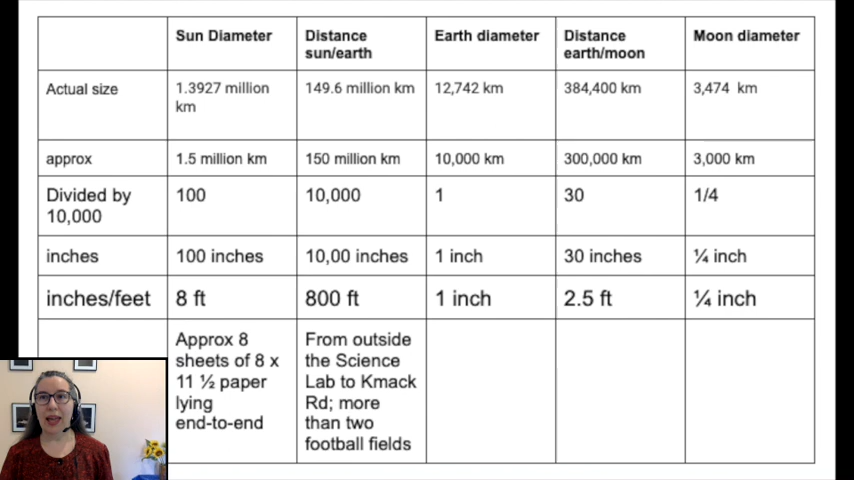 Sun Diameter
Distance
sun/earth
Earth diameter
Distance
earth/moon
Moon diameter
Actual size
1.3927 million
km
149.6 million km
12,742 km
384,400 km
3,474 km
approx
1.5 million km
150 million km
10,000 km
300,000 km
3,000 km
Divided by
10,000
100
10,000
1
30
1/4
inches
100 inches
10,00 inches
1 inch
30 inches
¼ inch
inches/feet
8 ft
800 ft
1 inch
2.5 ft
¼ inch
Approx 8
sheets of 8 x
11 ½ paper
lying
end-to-end
From outside
the Science
Lab to Kmack
Rd; more
than two
football fields